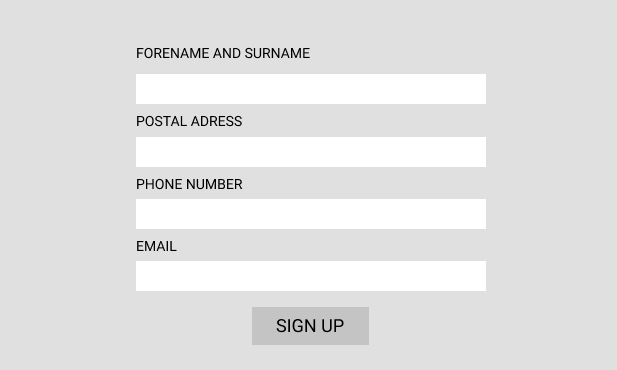 FORENAME AND SURNAME
POSTAL ADRESS
PHONE NUMBER
EMAIL
SIGN UP